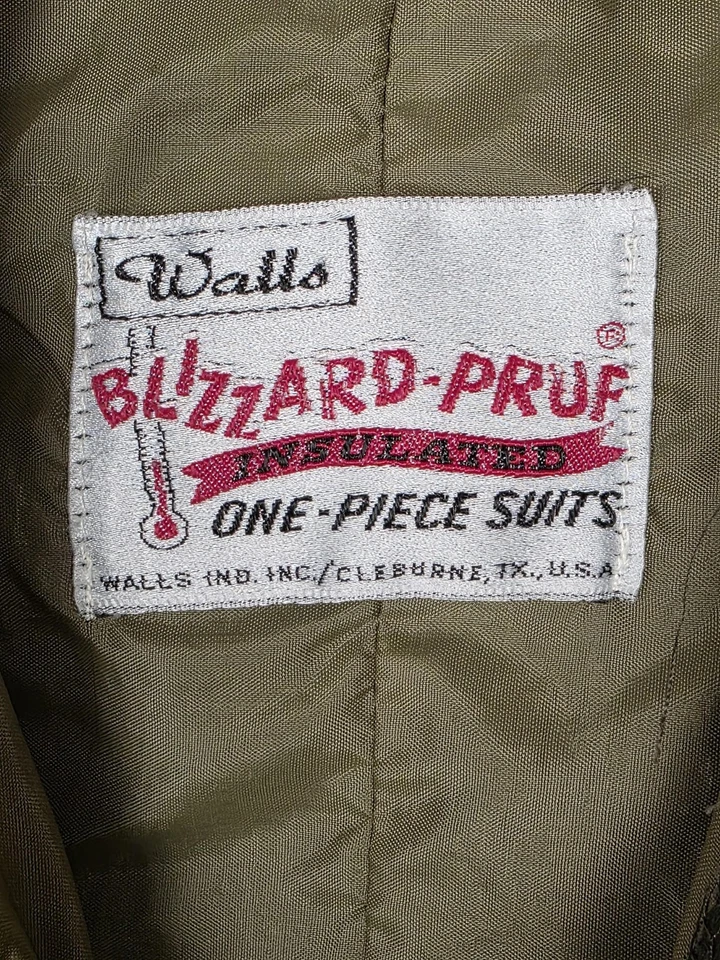 Walls
®
BLIZZARD-PRUF
INSULATED
ONE-PIECE SUITS
WALLS IND. INC./CLEBURNE, TX., U.S.A